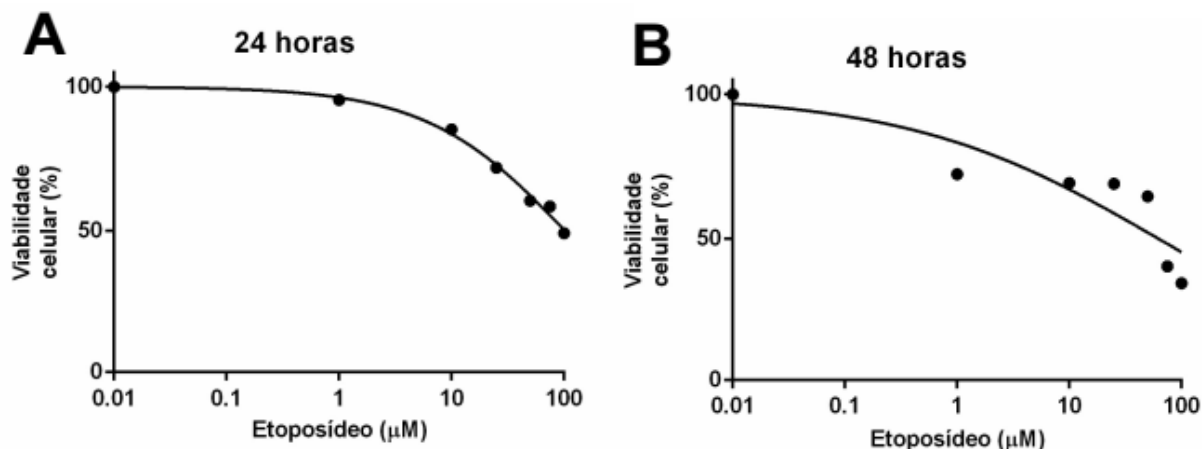 A
24 horas
100
50
0
Viabilidade
celular (%)
0.01 0.1 1 10 100
Etoposídeo (μM)
B
48 horas
100
50
0
Viabilidade
celular (%)
0.01 0.1 1 10 100
Etoposídeo (μM)